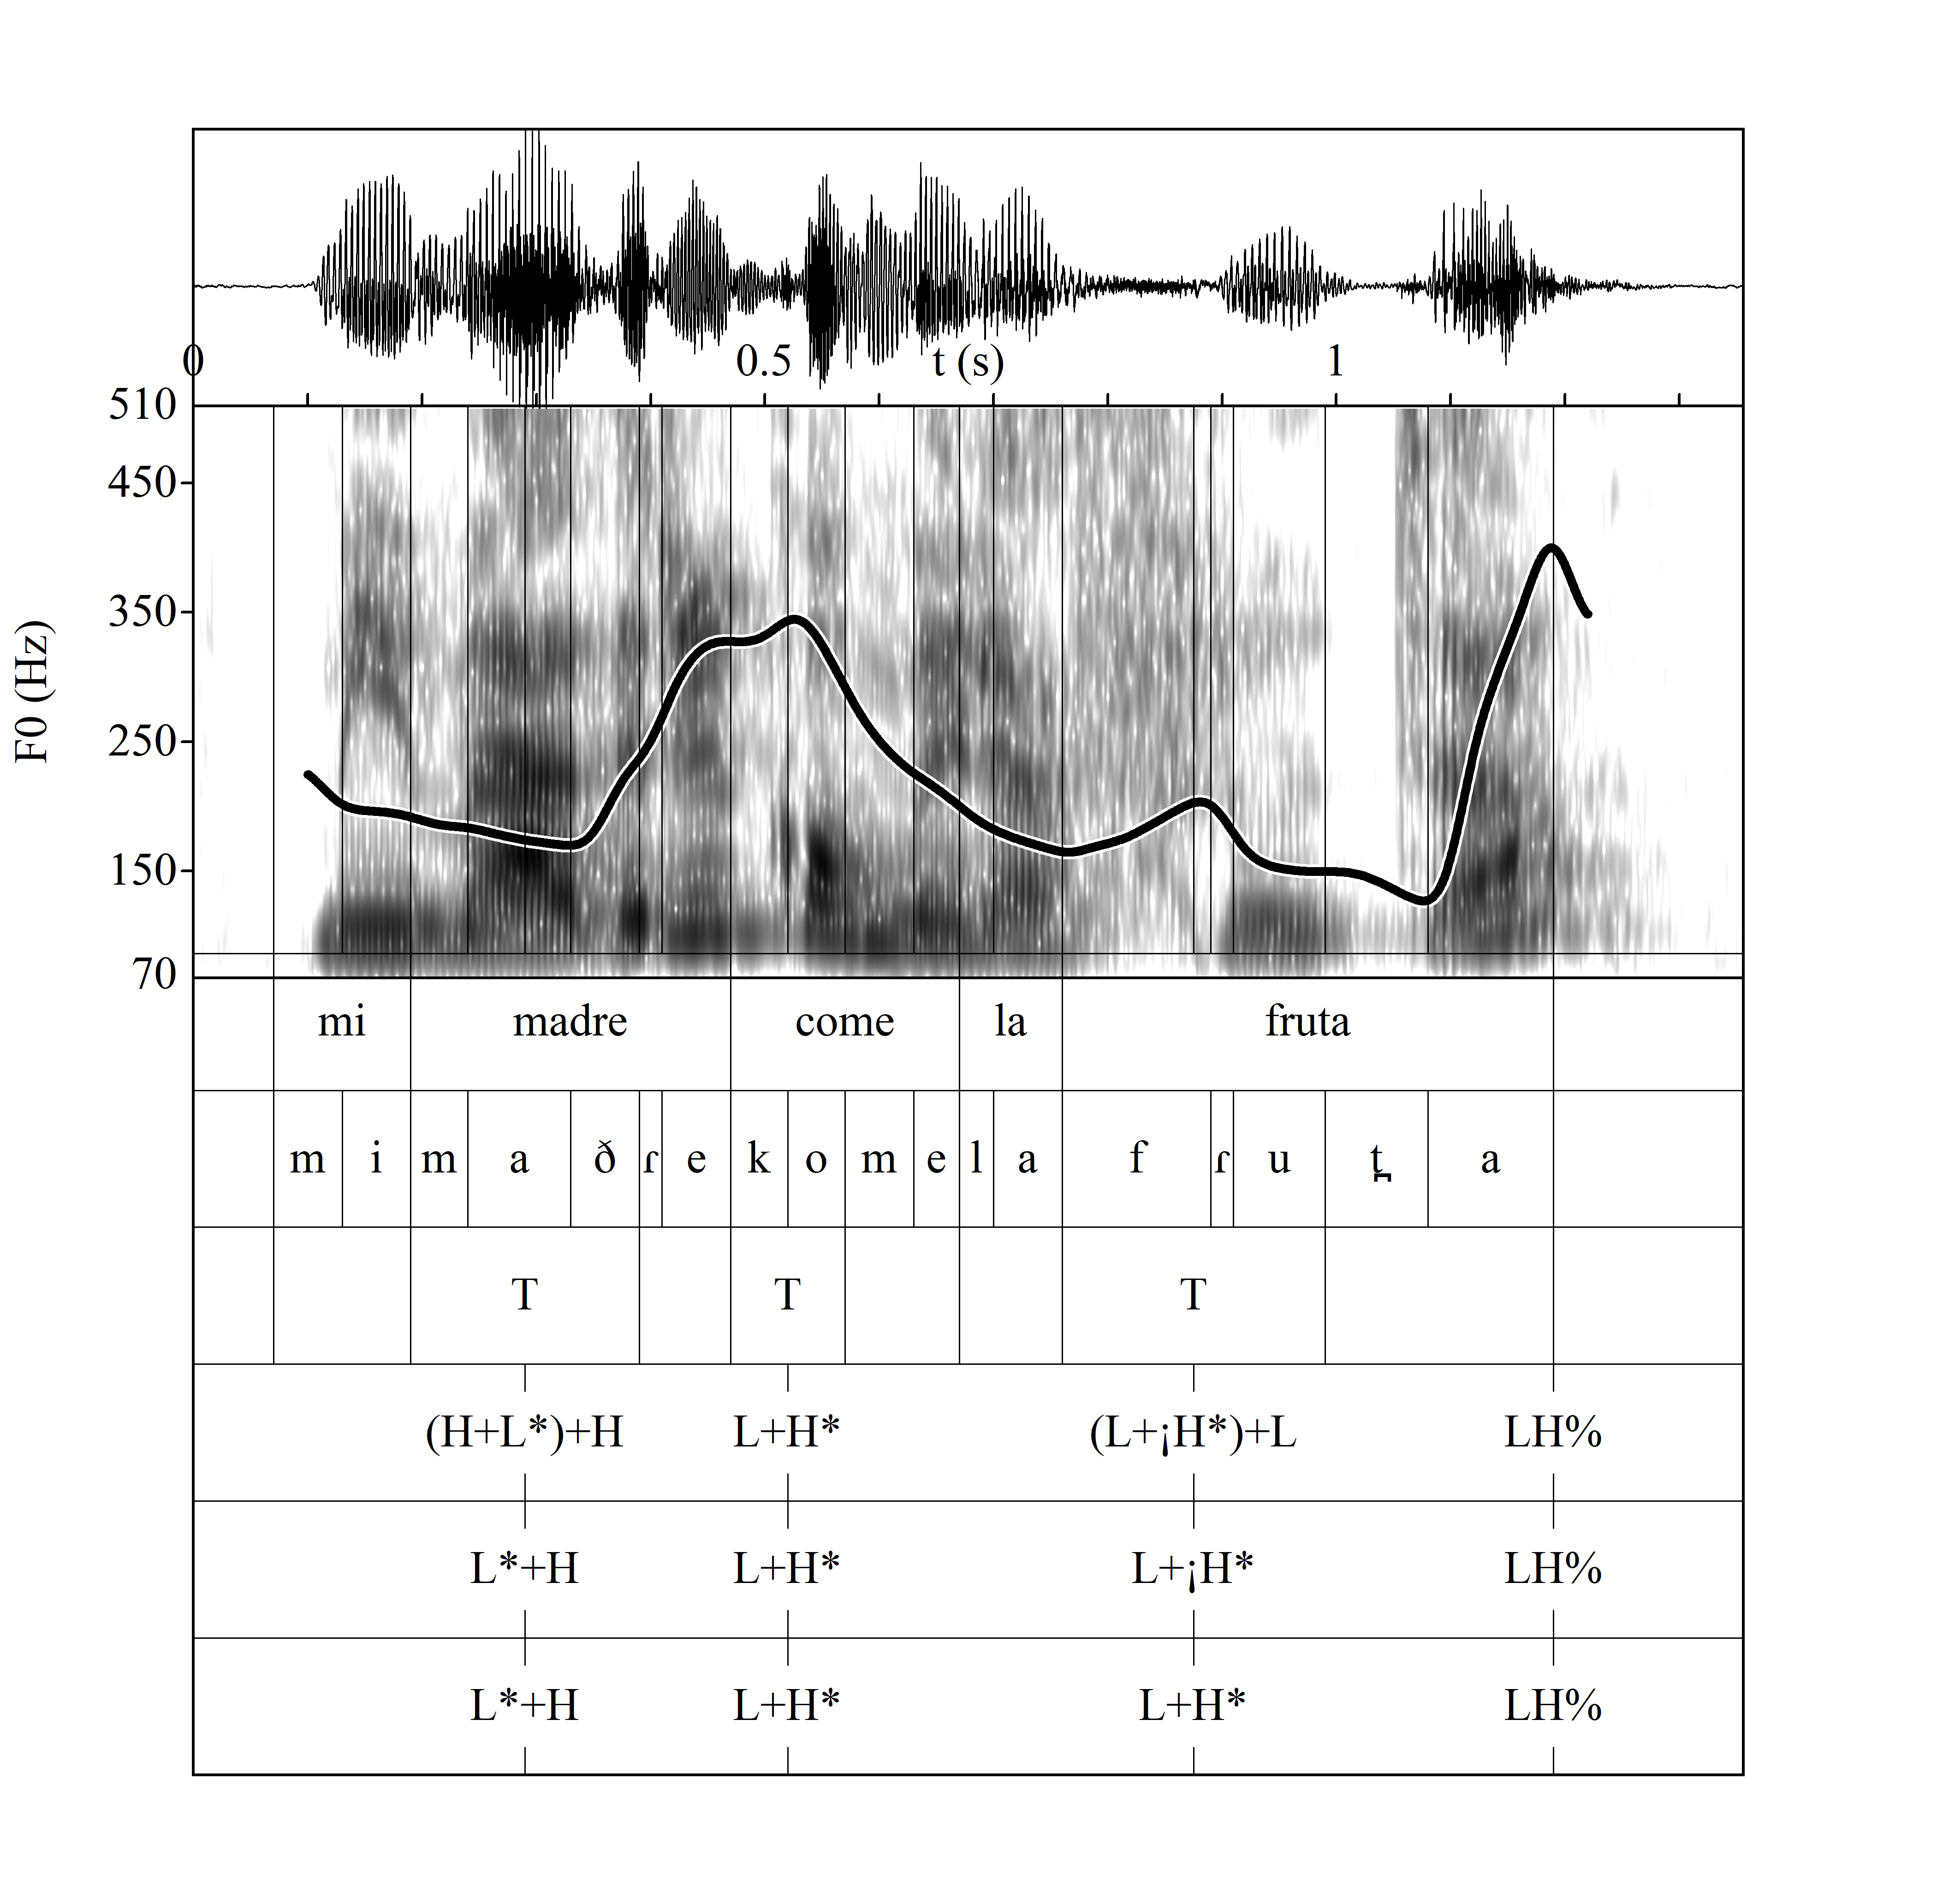 0 0.5 t (s) 1
510
450
350
250
150
70
F0 (Hz)
mi madre come la fruta
m i m a ð ɾ e k o m e l a f ɾ u t̪ a
T T T
(H+L*)+H L+H* (L+¡H*)+L LH%
L*+H L+H* L+¡H* LH%
L*+H L+H* L+H* LH%